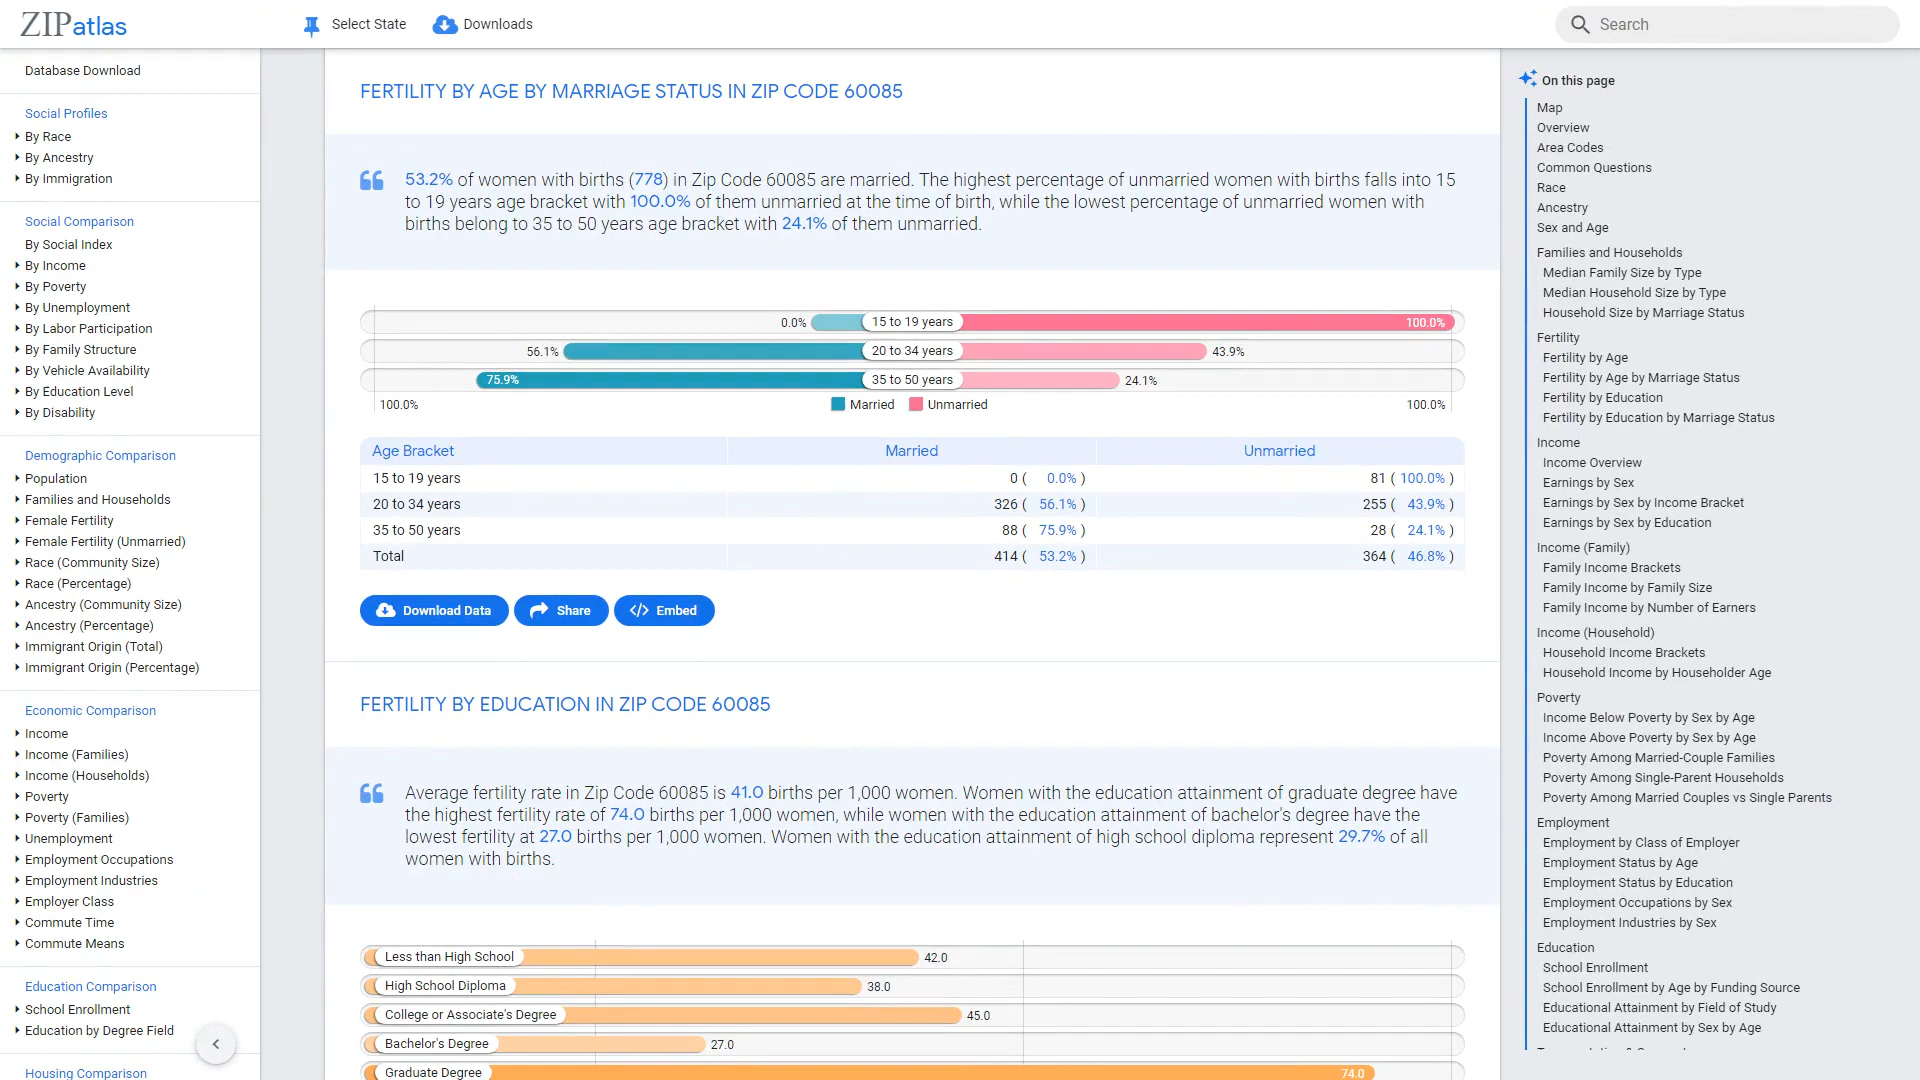 ZIPatlas
Select State
Downloads
Search
Database Download
Social Profiles
By Race
By Ancestry
By Immigration
Social Comparison
By Social Index
By Income
By Poverty
By Unemployment
By Labor Participation
By Family Structure
By Vehicle Availability
By Education Level
By Disability
Demographic Comparison
Population
Families and Households
Female Fertility
Female Fertility (Unmarried)
Race (Community Size)
Race (Percentage)
Ancestry (Community Size)
Ancestry (Percentage)
Immigrant Origin (Total)
Immigrant Origin (Percentage)
Economic Comparison
Income
Income (Families)
Income (Households)
Poverty
Poverty (Families)
Unemployment
Employment Occupations
Employment Industries
Employer Class
Commute Time
Commute Means
Education Comparison
School Enrollment
Education by Degree Field
Housing Comparison
FERTILITY BY AGE BY MARRIAGE STATUS IN ZIP CODE 60085
53.2% of women with births (778) in Zip Code 60085 are married. The highest percentage of unmarried women with births falls into 15
to 19 years age bracket with 100.0% of them unmarried at the time of birth, while the lowest percentage of unmarried women with
births belong to 35 to 50 years age bracket with 24.1% of them unmarried.
0.0% 15 to 19 years 100.0%
56.1% 20 to 34 years 43.9%
75.9% 35 to 50 years 24.1%
100.0% Married Unmarried 100.0%
Age Bracket Married Unmarried
15 to 19 years 0 ( 0.0% ) 81 ( 100.0% )
20 to 34 years 326 ( 56.1% ) 255 ( 43.9% )
35 to 50 years 88 ( 75.9% ) 28 ( 24.1% )
Total 414 ( 53.2% ) 364 ( 46.8% )
Download Data Share Embed
FERTILITY BY EDUCATION IN ZIP CODE 60085
Average fertility rate in Zip Code 60085 is 41.0 births per 1,000 women. Women with the education attainment of graduate degree have
the highest fertility rate of 74.0 births per 1,000 women, while women with the education attainment of bachelor's degree have the
lowest fertility at 27.0 births per 1,000 women. Women with the education attainment of high school diploma represent 29.7% of all
women with births.
Less than High School 42.0
High School Diploma 38.0
College or Associate's Degree 45.0
Bachelor's Degree 27.0
Graduate Degree 74.0
On this page
Map
Overview
Area Codes
Common Questions
Race
Ancestry
Sex and Age
Families and Households
Median Family Size by Type
Median Household Size by Type
Household Size by Marriage Status
Fertility
Fertility by Age
Fertility by Age by Marriage Status
Fertility by Education
Fertility by Education by Marriage Status
Income
Income Overview
Earnings by Sex
Earnings by Sex by Income Bracket
Earnings by Sex by Education
Income (Family)
Family Income Brackets
Family Income by Family Size
Family Income by Number of Earners
Income (Household)
Household Income Brackets
Household Income by Householder Age
Poverty
Income Below Poverty by Sex by Age
Income Above Poverty by Sex by Age
Poverty Among Married-Couple Families
Poverty Among Single-Parent Households
Poverty Among Married Couples vs Single Parents
Employment
Employment by Class of Employer
Employment Status by Age
Employment Status by Education
Employment Occupations by Sex
Employment Industries by Sex
Education
School Enrollment
School Enrollment by Age by Funding Source
Educational Attainment by Field of Study
Educational Attainment by Sex by Age